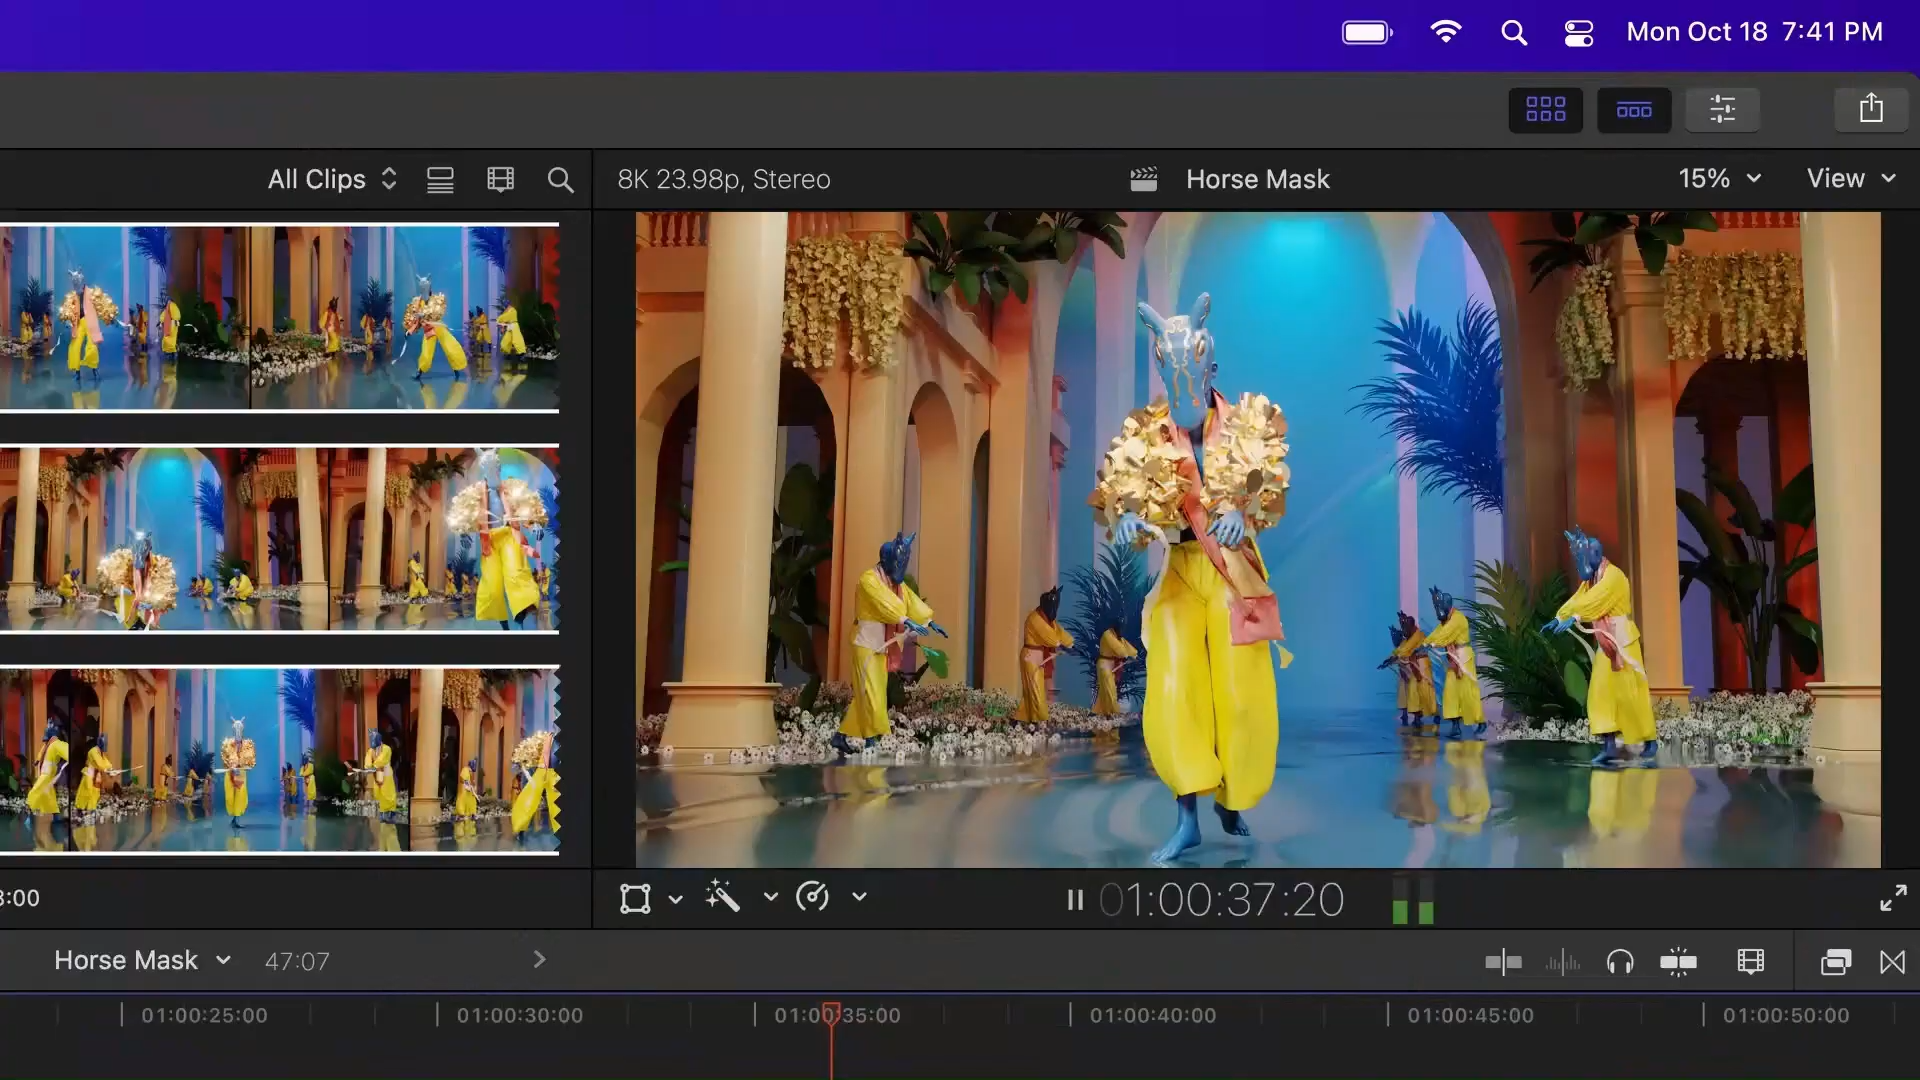 Mon Oct 18 7:41 PM
All Clips
8K 23.98p, Stereo
Horse Mask
15%
View
3:00
01:00:37:20
Horse Mask
47:07
01:00:25:00
01:00:30:00
01:00:35:00
01:00:40:00
01:00:45:00
01:00:50:00